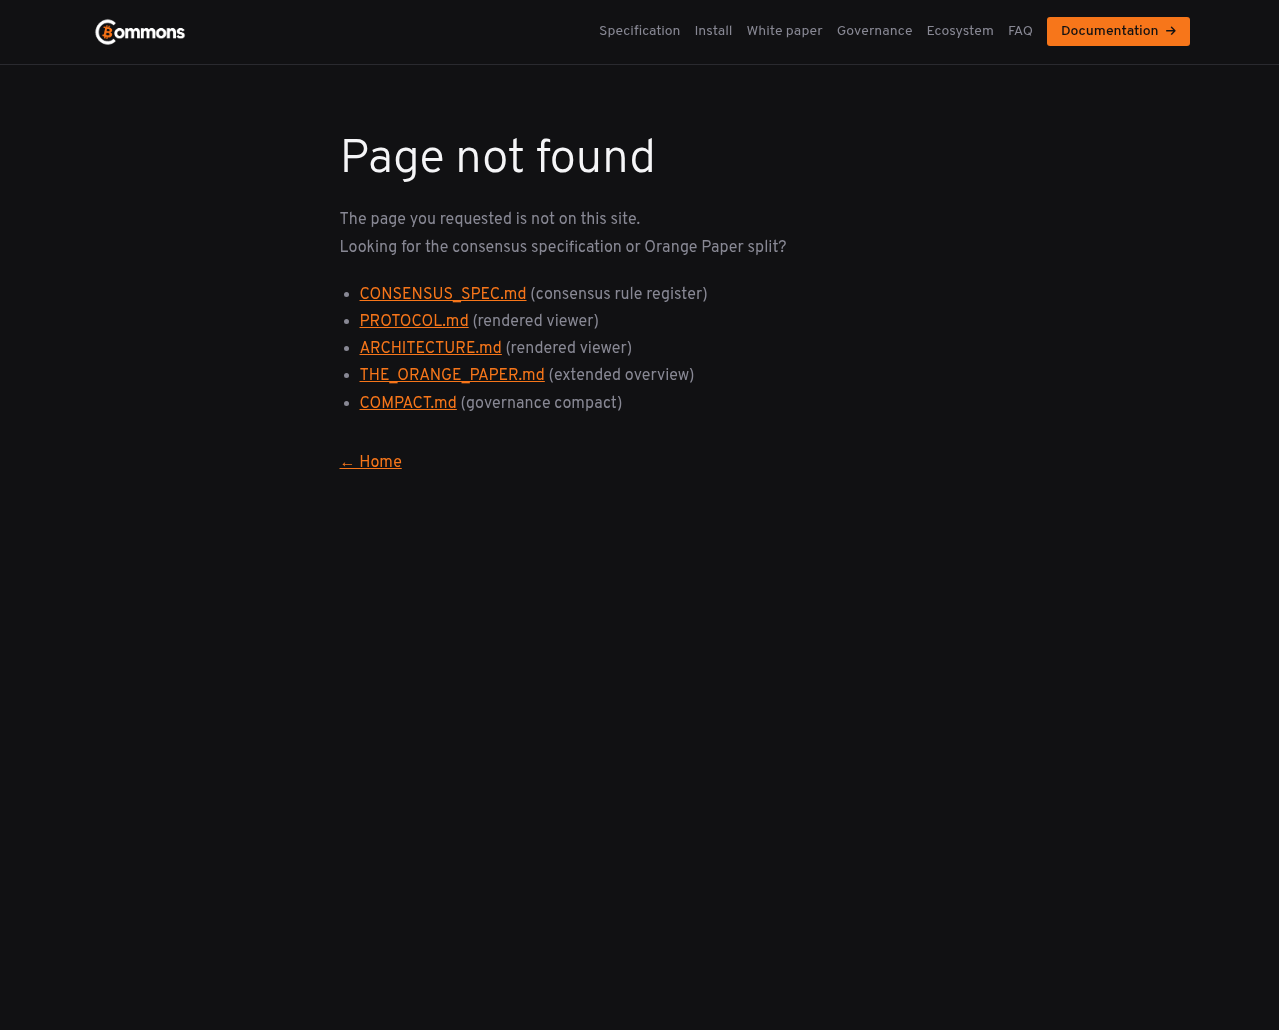 Commons
Specification
Install
White paper
Governance
Ecosystem
FAQ
Documentation →
Page not found
The page you requested is not on this site.
Looking for the consensus specification or Orange Paper split?
• CONSENSUS_SPEC.md (consensus rule register)
• PROTOCOL.md (rendered viewer)
• ARCHITECTURE.md (rendered viewer)
• THE_ORANGE_PAPER.md (extended overview)
• COMPACT.md (governance compact)
← Home